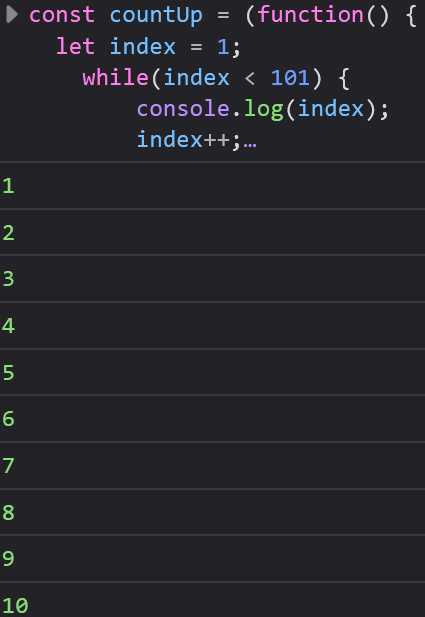 const countUp = (function() {
let index = 1;
while(index < 101) {
console.log(index);
index++;…
1
2
3
4
5
6
7
8
9
10